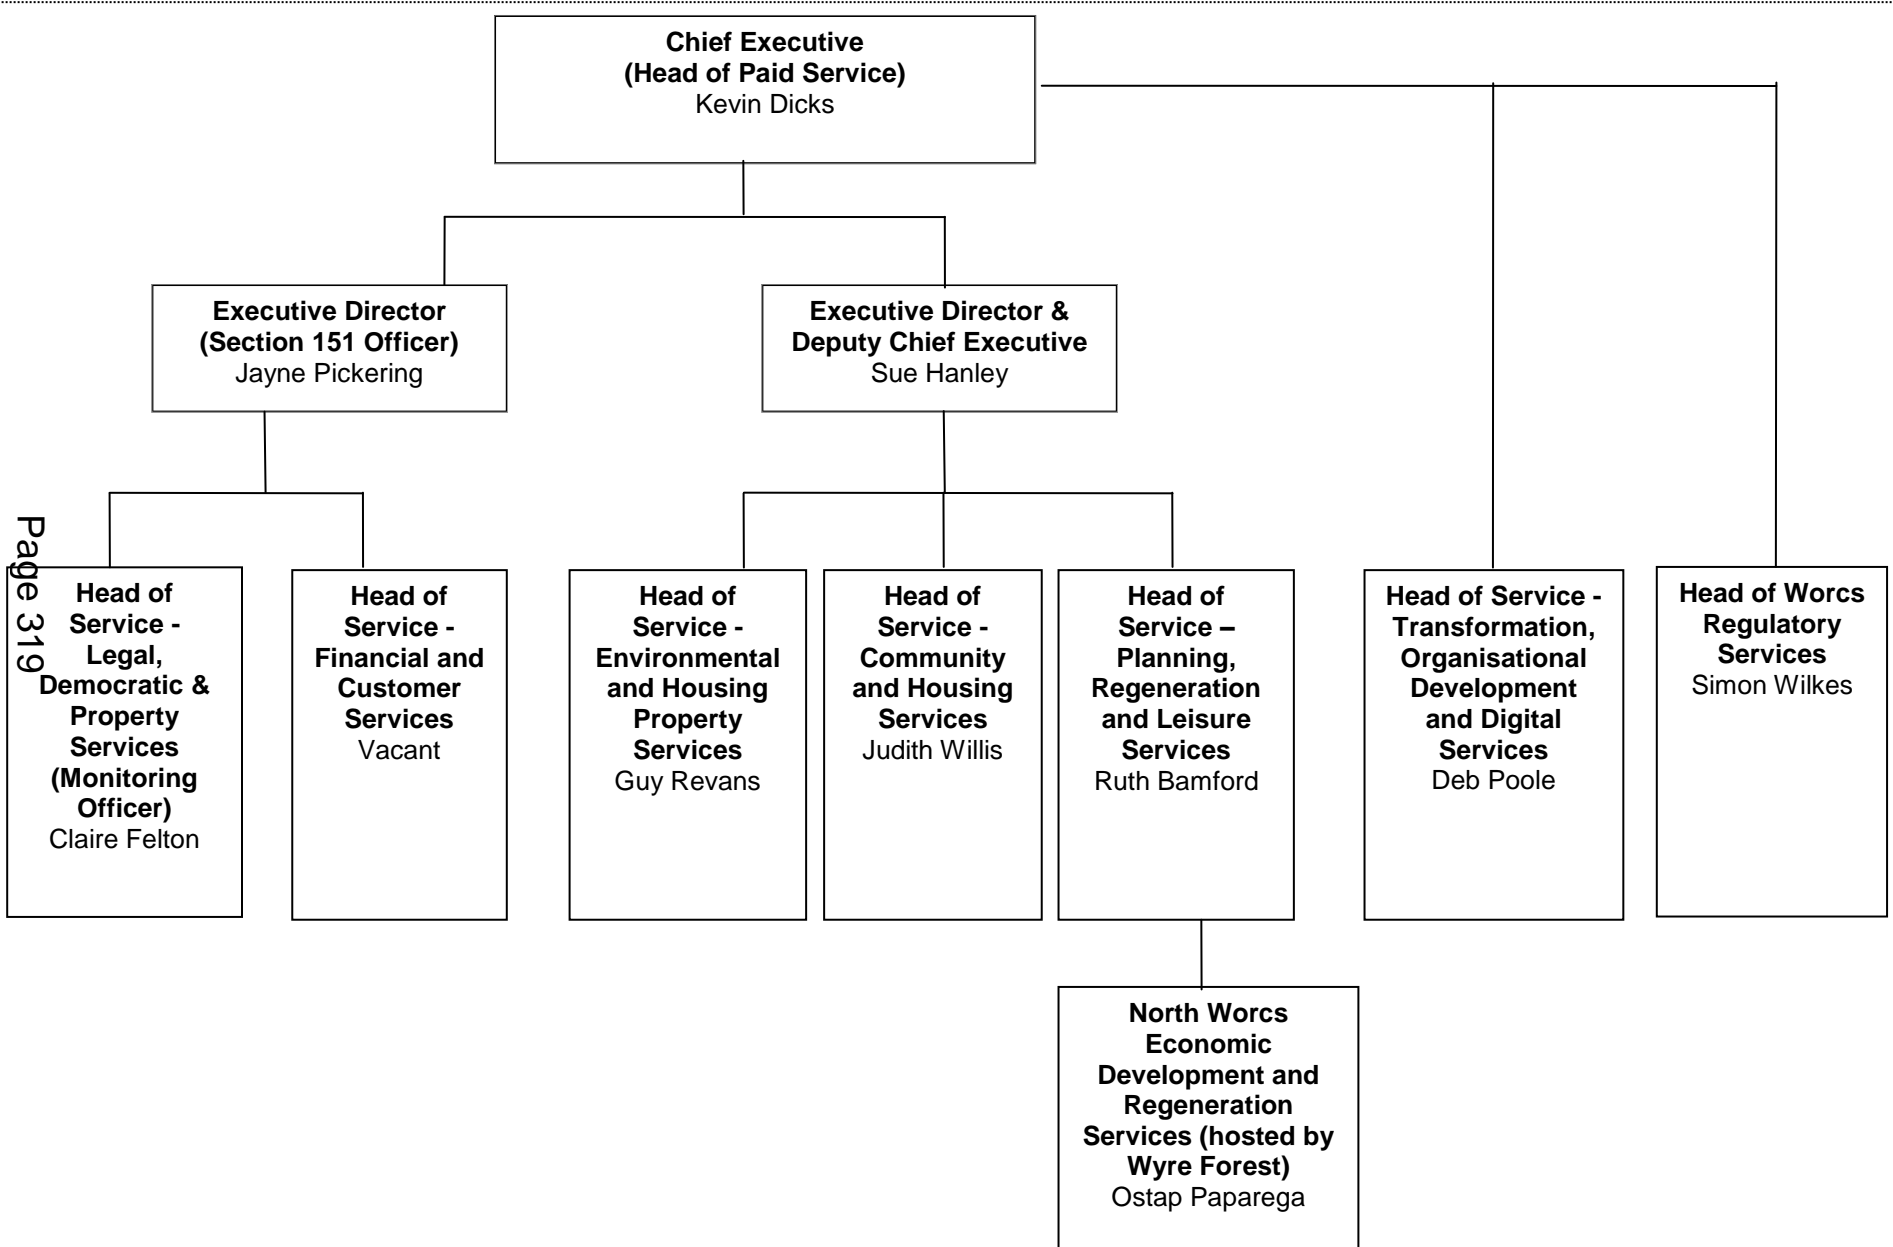 Chief Executive
(Head of Paid Service)
Kevin Dicks
Executive Director
(Section 151 Officer)
Jayne Pickering
Executive Director &
Deputy Chief Executive
Sue Hanley
Page 319
Head of
Service -
Legal,
Democratic &
Property
Services
(Monitoring
Officer)
Claire Felton
Head of
Service -
Financial and
Customer
Services
Vacant
Head of
Service -
Environmental
and Housing
Property
Services
Guy Revans
Head of
Service -
Community
and Housing
Services
Judith Willis
Head of
Service –
Planning,
Regeneration
and Leisure
Services
Ruth Bamford
Head of Service -
Transformation,
Organisational
Development
and Digital
Services
Deb Poole
Head of Worcs
Regulatory
Services
Simon Wilkes
North Worcs
Economic
Development and
Regeneration
Services (hosted by
Wyre Forest)
Ostap Paparega